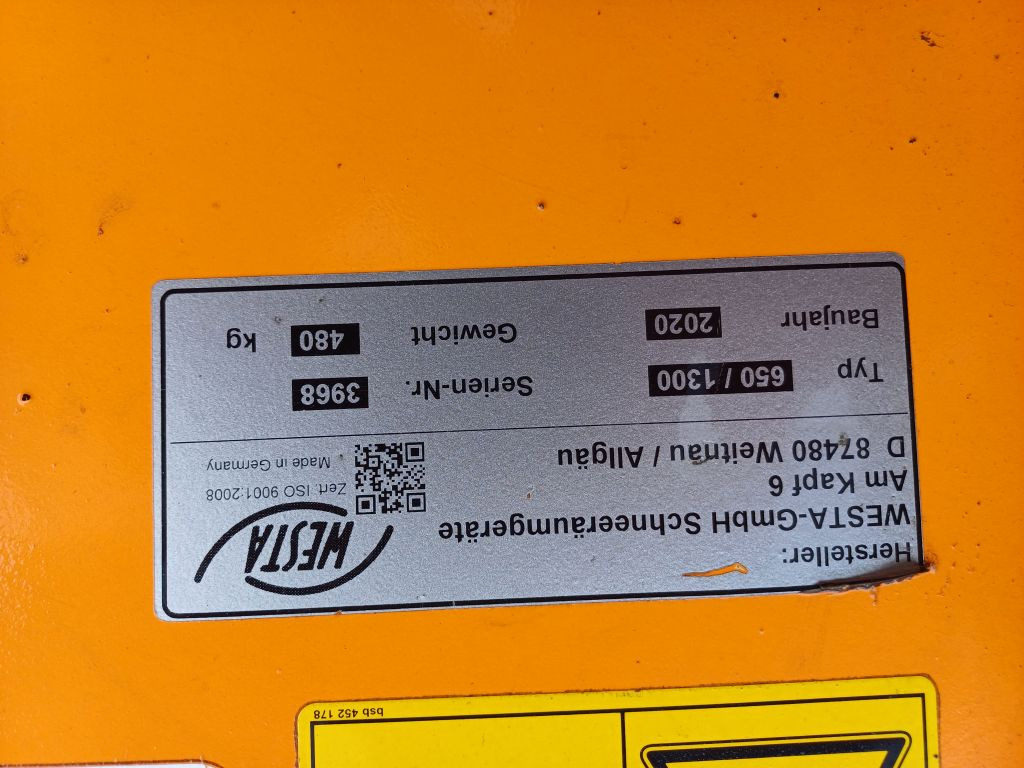 Hersteller:
WESTA-GmbH Schneeräumgeräte
Am Kapf 6
D 87480 Weitnau / Allgäu
WESTA
Zert. ISO 9001:2008
Made in Germany
Typ 650 / 1300 Serien-Nr. 3968
Baujahr 2020 Gewicht 480 kg
bsb 452 178